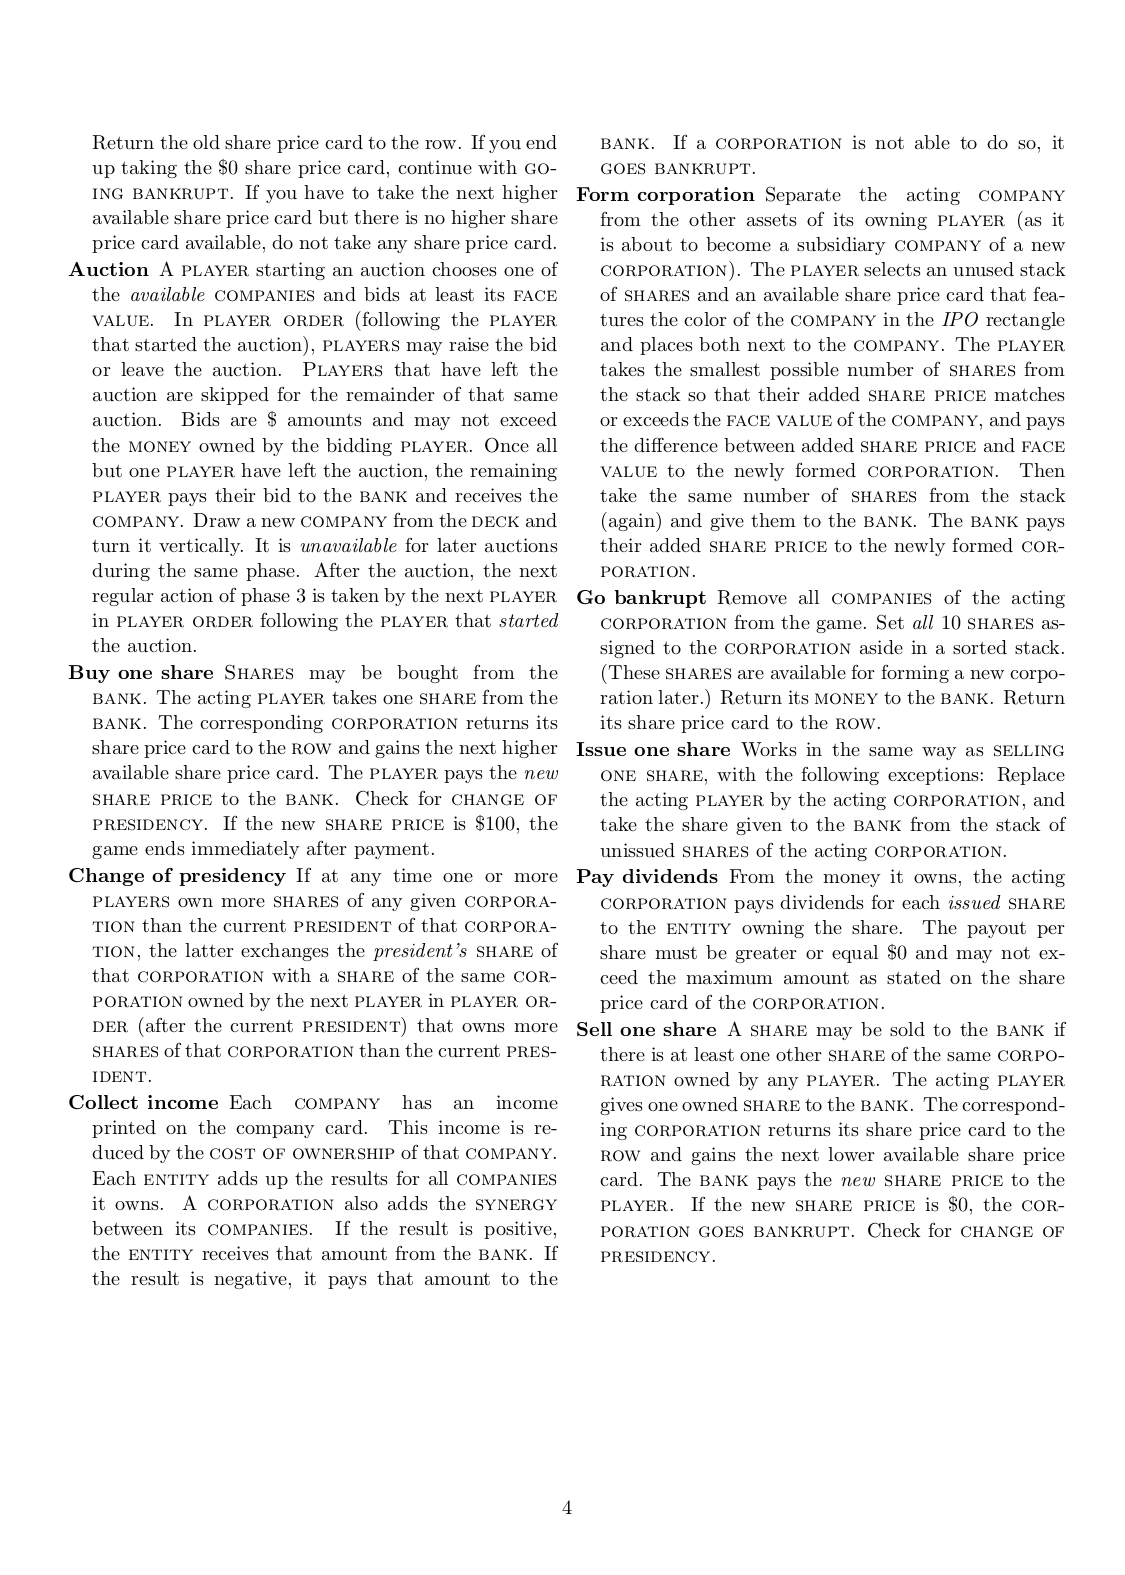 Return the old share price card to the row. If you end
up taking the $0 share price card, continue with GO-
ING BANKRUPT. If you have to take the next higher
available share price card but there is no higher share
price card available, do not take any share price card.
Auction A PLAYER starting an auction chooses one of
the available COMPANIES and bids at least its FACE
VALUE. In PLAYER ORDER (following the PLAYER
that started the auction), PLAYERS may raise the bid
or leave the auction. PLAYERS that have left the
auction are skipped for the remainder of that same
auction. Bids are $ amounts and may not exceed
the MONEY owned by the bidding PLAYER. Once all
but one PLAYER have left the auction, the remaining
PLAYER pays their bid to the BANK and receives the
COMPANY. Draw a new COMPANY from the DECK and
turn it vertically. It is unavailable for later auctions
during the same phase. After the auction, the next
regular action of phase 3 is taken by the next PLAYER
in PLAYER ORDER following the PLAYER that started
the auction.
Buy one share SHARES may be bought from the
BANK. The acting PLAYER takes one SHARE from the
BANK. The corresponding CORPORATION returns its
share price card to the ROW and gains the next higher
available share price card. The PLAYER pays the new
SHARE PRICE to the BANK. Check for CHANGE OF
PRESIDENCY. If the new SHARE PRICE is $100, the
game ends immediately after payment.
Change of presidency If at any time one or more
PLAYERS own more SHARES of any given CORPORA-
TION than the current PRESIDENT of that CORPORA-
TION, the latter exchanges the president's SHARE of
that CORPORATION with a SHARE of the same COR-
PORATION owned by the next PLAYER in PLAYER OR-
DER (after the current PRESIDENT) that owns more
SHARES of that CORPORATION than the current PRES-
IDENT.
Collect income Each COMPANY has an income
printed on the company card. This income is re-
duced by the COST OF OWNERSHIP of that COMPANY.
Each ENTITY adds up the results for all COMPANIES
it owns. A CORPORATION also adds the SYNERGY
between its COMPANIES. If the result is positive,
the ENTITY receives that amount from the BANK. If
the result is negative, it pays that amount to the
BANK. If a CORPORATION is not able to do so, it
GOES BANKRUPT.
Form corporation Separate the acting COMPANY
from the other assets of its owning PLAYER (as it
is about to become a subsidiary COMPANY of a new
CORPORATION). The PLAYER selects an unused stack
of SHARES and an available share price card that fea-
tures the color of the COMPANY in the IPO rectangle
and places both next to the COMPANY. The PLAYER
takes the smallest possible number of SHARES from
the stack so that their added SHARE PRICE matches
or exceeds the FACE VALUE of the COMPANY, and pays
the difference between added SHARE PRICE and FACE
VALUE to the newly formed CORPORATION. Then
take the same number of SHARES from the stack
(again) and give them to the BANK. The BANK pays
their added SHARE PRICE to the newly formed COR-
PORATION.
Go bankrupt Remove all COMPANIES of the acting
CORPORATION from the game. Set all 10 SHARES as-
signed to the CORPORATION aside in a sorted stack.
(These SHARES are available for forming a new corpo-
ration later.) Return its MONEY to the BANK. Return
its share price card to the ROW.
Issue one share Works in the same way as SELLING
ONE SHARE, with the following exceptions: Replace
the acting PLAYER by the acting CORPORATION, and
take the share given to the BANK from the stack of
unissued SHARES of the acting CORPORATION.
Pay dividends From the money it owns, the acting
CORPORATION pays dividends for each issued SHARE
to the ENTITY owning the share. The payout per
share must be greater or equal $0 and may not ex-
ceed the maximum amount as stated on the share
price card of the CORPORATION.
Sell one share A SHARE may be sold to the BANK if
there is at least one other SHARE of the same CORPO-
RATION owned by any PLAYER. The acting PLAYER
gives one owned SHARE to the BANK. The correspond-
ing CORPORATION returns its share price card to the
ROW and gains the next lower available share price
card. The BANK pays the new SHARE PRICE to the
PLAYER. If the new SHARE PRICE is $0, the COR-
PORATION GOES BANKRUPT. Check for CHANGE OF
PRESIDENCY.
4